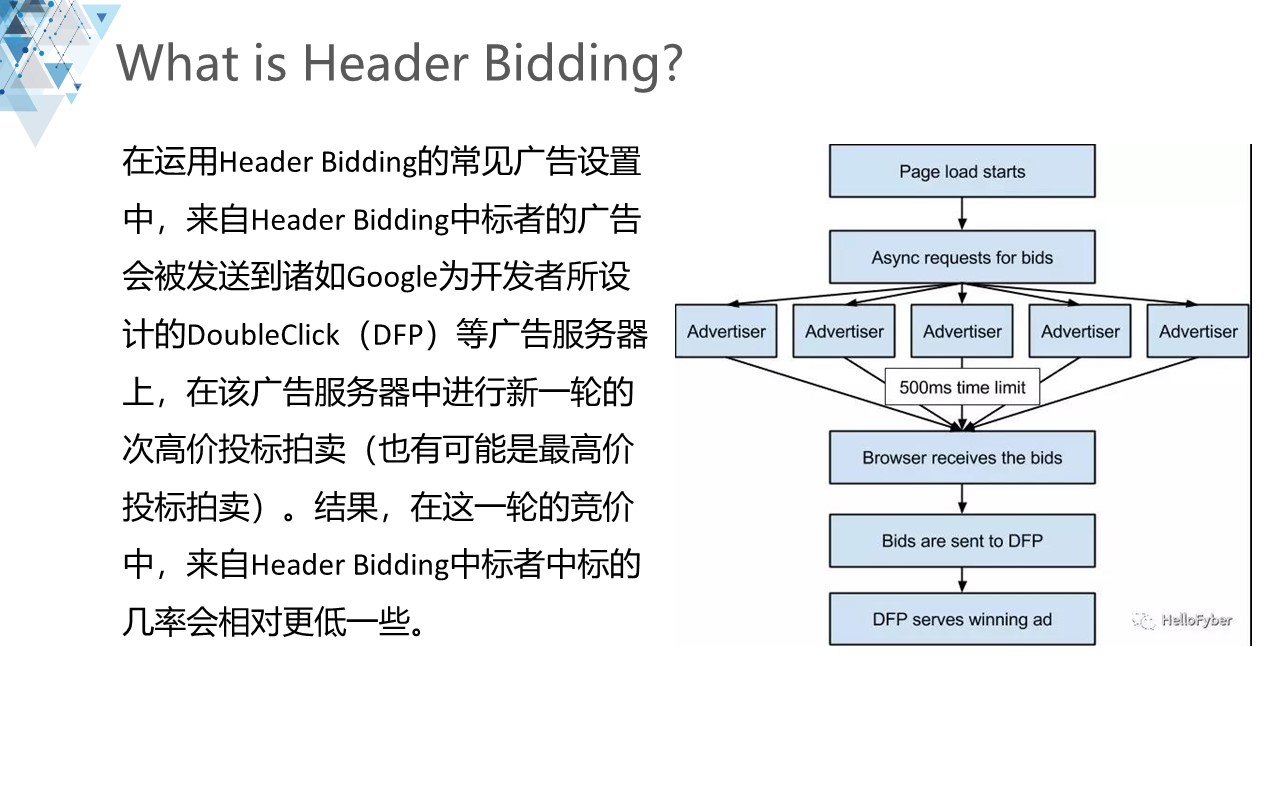 What is Header Bidding?
在运用Header Bidding的常见广告设置
中，来自Header Bidding中标者的广告
会被发送到诸如Google为开发者所设
计的DoubleClick（DFP）等广告服务器
上，在该广告服务器中进行新一轮的
次高价投标拍卖（也有可能是最高价
投标拍卖）。结果，在这一轮的竞价
中，来自Header Bidding中标者中标的
几率会相对更低一些。
Page load starts
Async requests for bids
Advertiser Advertiser Advertiser Advertiser Advertiser
500ms time limit
Browser receives the bids
Bids are sent to DFP
DFP serves winning ad
HelloFyber